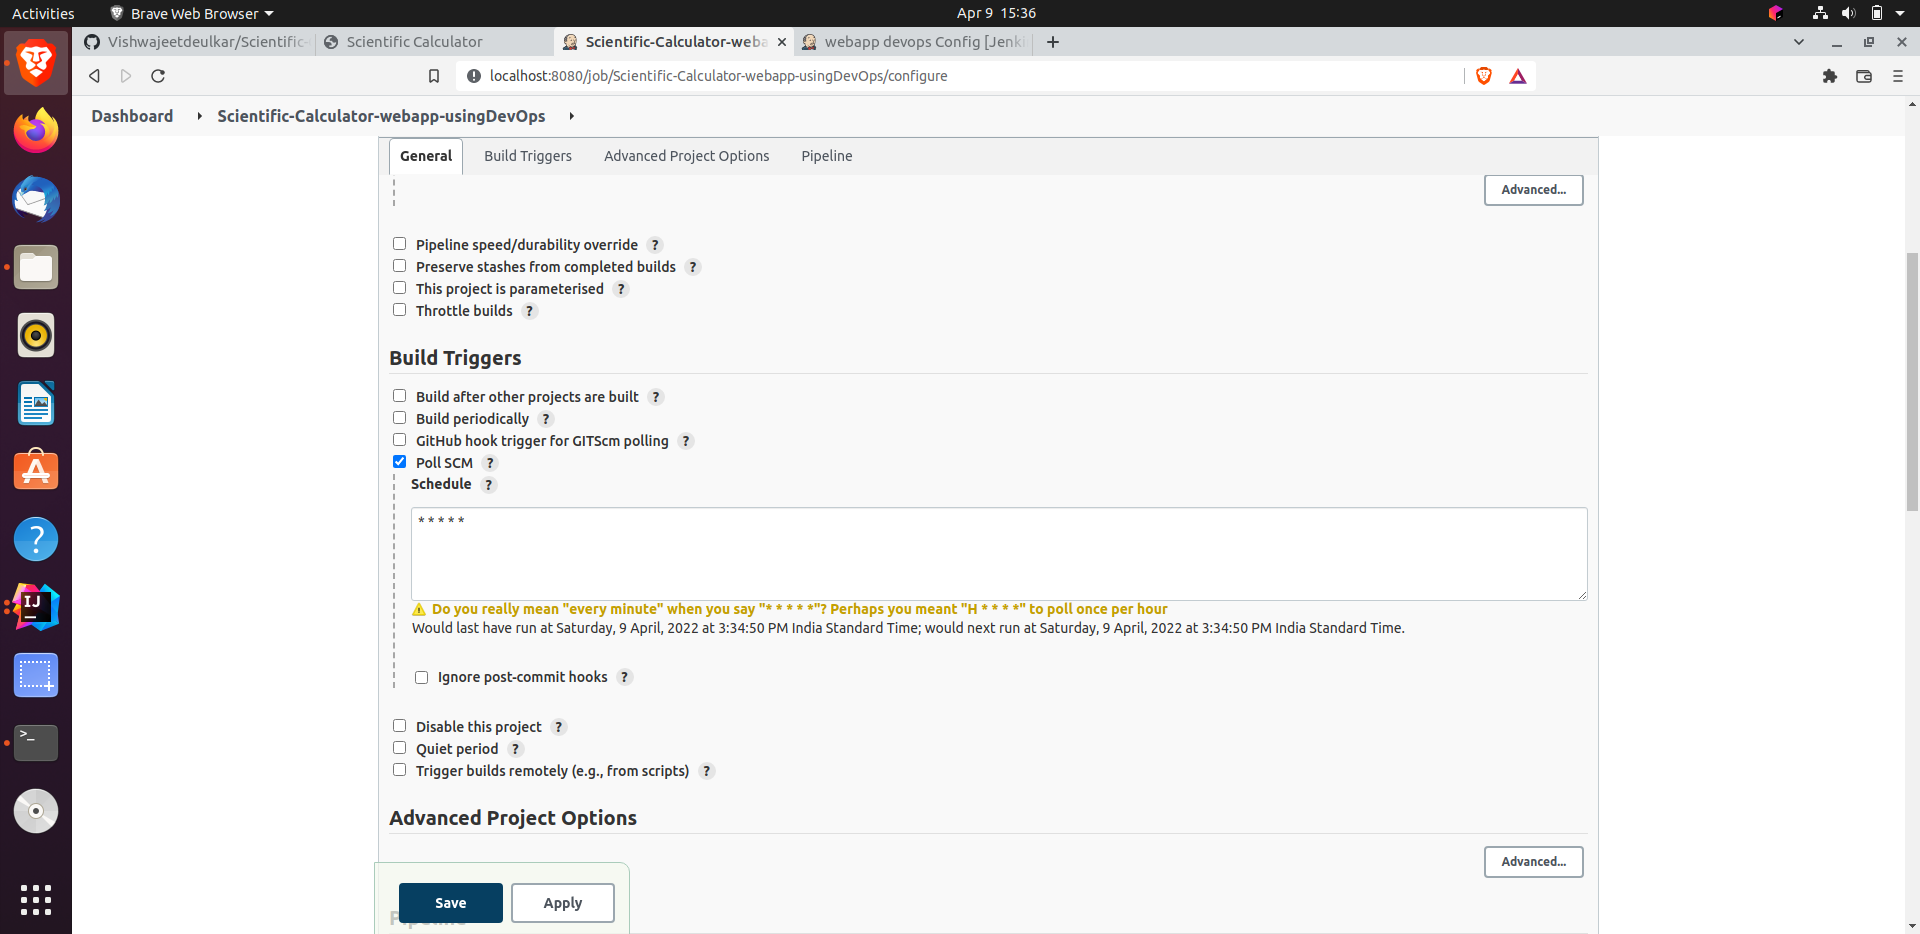 Activities
Brave Web Browser
Apr 9 15:36
Vishwajeetdeulkar/Scientific-
Scientific Calculator
Scientific-Calculator-weba
webapp devops Config [Jenki
localhost:8080/job/Scientific-Calculator-webapp-usingDevOps/configure
Dashboard
Scientific-Calculator-webapp-usingDevOps
General
Build Triggers
Advanced Project Options
Pipeline
Advanced...
Pipeline speed/durability override ?
Preserve stashes from completed builds ?
This project is parameterised ?
Throttle builds ?
Build Triggers
Build after other projects are built ?
Build periodically ?
GitHub hook trigger for GITScm polling ?
Poll SCM ?
Schedule ?
* * * * *
Do you really mean "every minute" when you say "* * * * *"? Perhaps you meant "H * * * *" to poll once per hour
Would last have run at Saturday, 9 April, 2022 at 3:34:50 PM India Standard Time; would next run at Saturday, 9 April, 2022 at 3:34:50 PM India Standard Time.
Ignore post-commit hooks ?
Disable this project ?
Quiet period ?
Trigger builds remotely (e.g., from scripts) ?
Advanced Project Options
Advanced...
Save
Apply
Pipeline